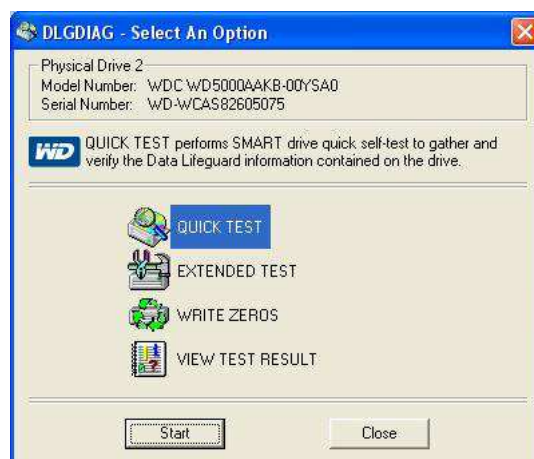 DLGDIAG - Select An Option
Physical Drive 2
Model Number: WDC WD5000AAKB-00YSA0
Serial Number: WD-WCAS82605075
WD
QUICK TEST performs SMART drive quick self-test to gather and
verify the Data Lifeguard information contained on the drive.
QUICK TEST
EXTENDED TEST
WRITE ZEROS
VIEW TEST RESULT
Start
Close